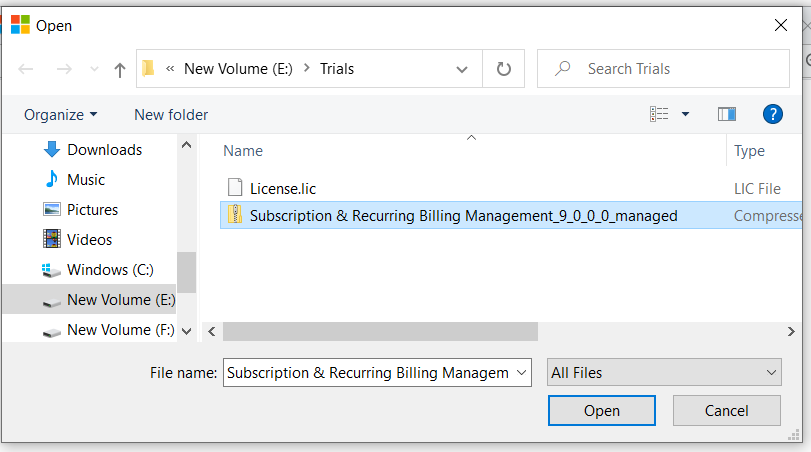 Open
« New Volume (E:) > Trials
Search Trials
Organize
New folder
Name
Type
Downloads
Music
Pictures
Videos
Windows (C:)
New Volume (E:)
New Volume (F:)
License.lic
LIC File
Subscription & Recurring Billing Management_9_0_0_0_managed
Compresse
File name:
Subscription & Recurring Billing Managem
All Files
Open
Cancel